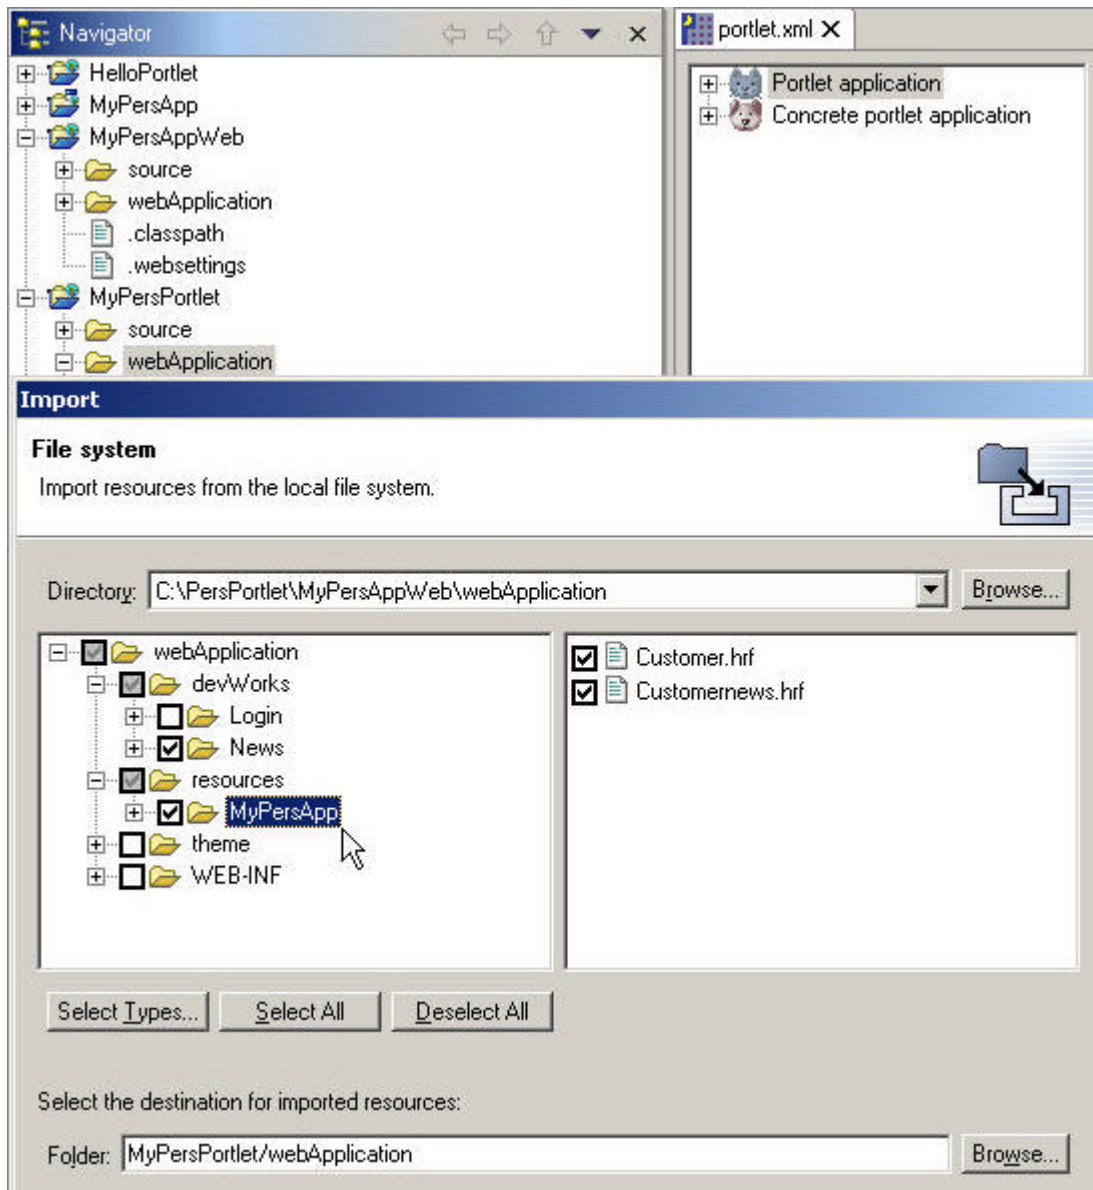 Navigator
HelloPortlet
MyPersApp
MyPersAppWeb
source
webApplication
.classpath
.websettings
MyPersPortlet
source
webApplication
portlet.xml X
Portlet application
Concrete portlet application
Import
File system
Import resources from the local file system.
Directory: C:\PersPortlet\MyPersAppWeb\webApplication Browse...
webApplication
devWorks
Login
News
resources
MyPersApp
theme
WEB-INF
Customer.hrf
Customernews.hrf
Select Types... Select All Deselect All
Select the destination for imported resources:
Folder: MyPersPortlet/webApplication Browse...